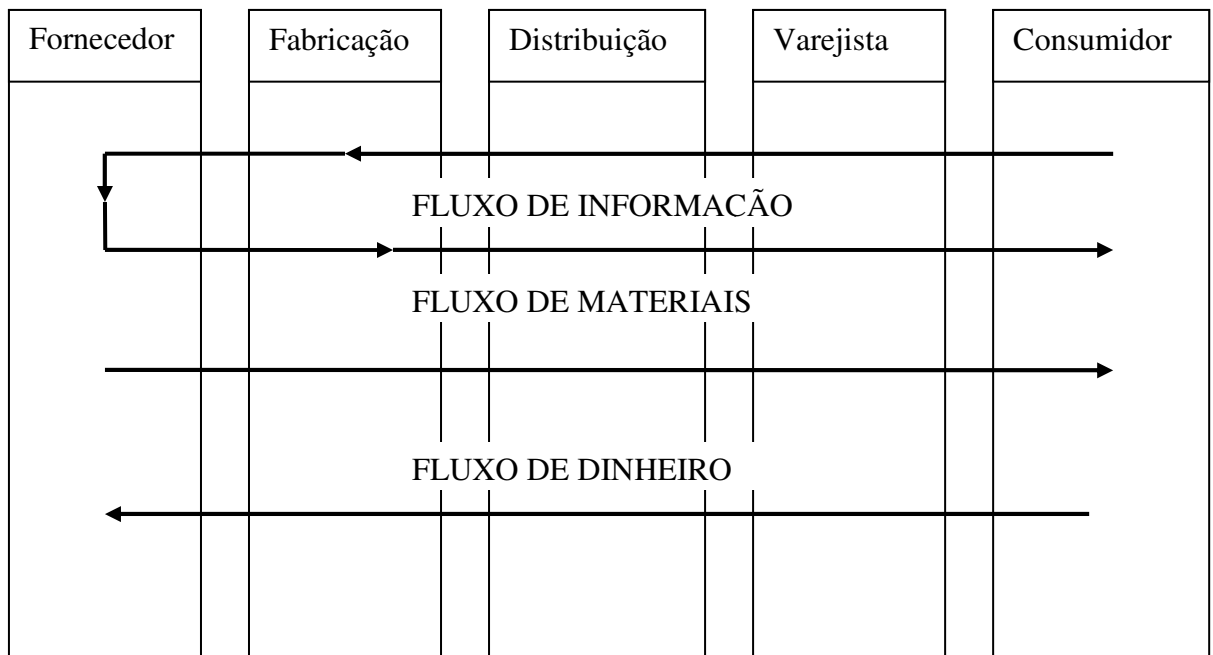 Fornecedor
Fabricação
Distribuição
Varejista
Consumidor
FLUXO DE INFORMACÃO
FLUXO DE MATERIAIS
FLUXO DE DINHEIRO